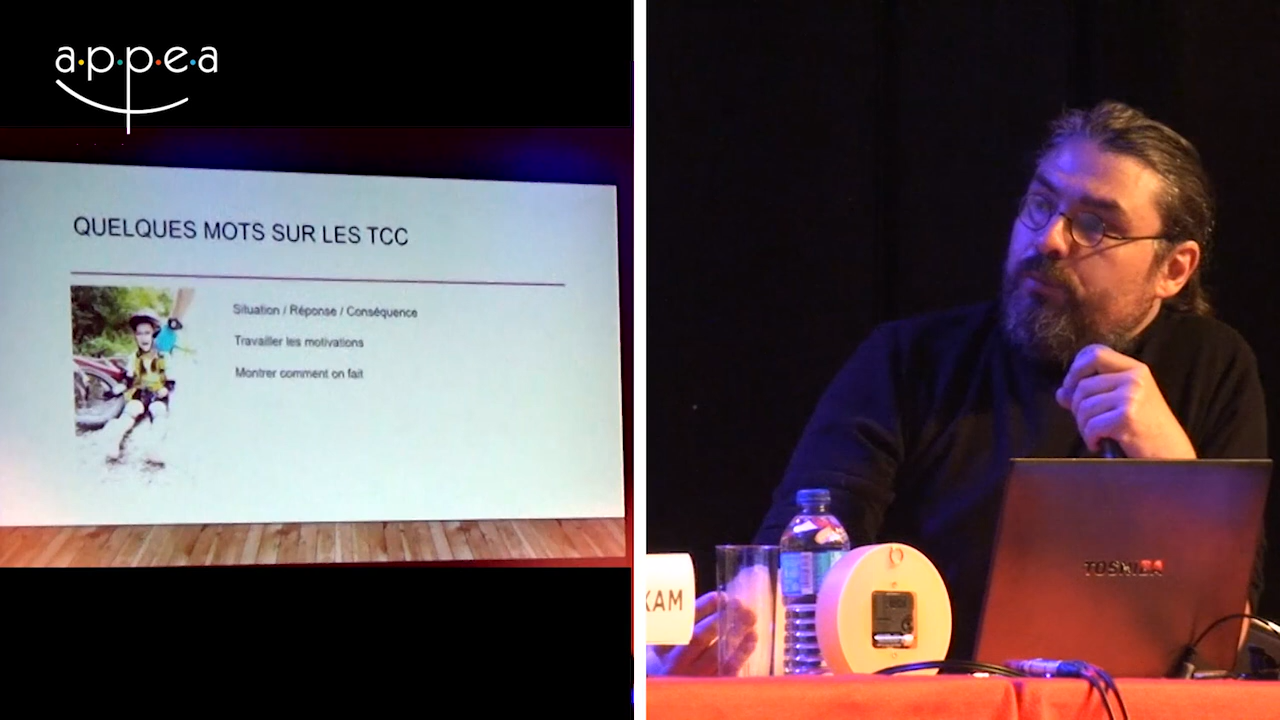 a·p·p·e·a
QUELQUES MOTS SUR LES TCC
Situation / Réponse / Conséquence
Travailler les motivations
Montrer comment on fait
KAM
TOSHIBA